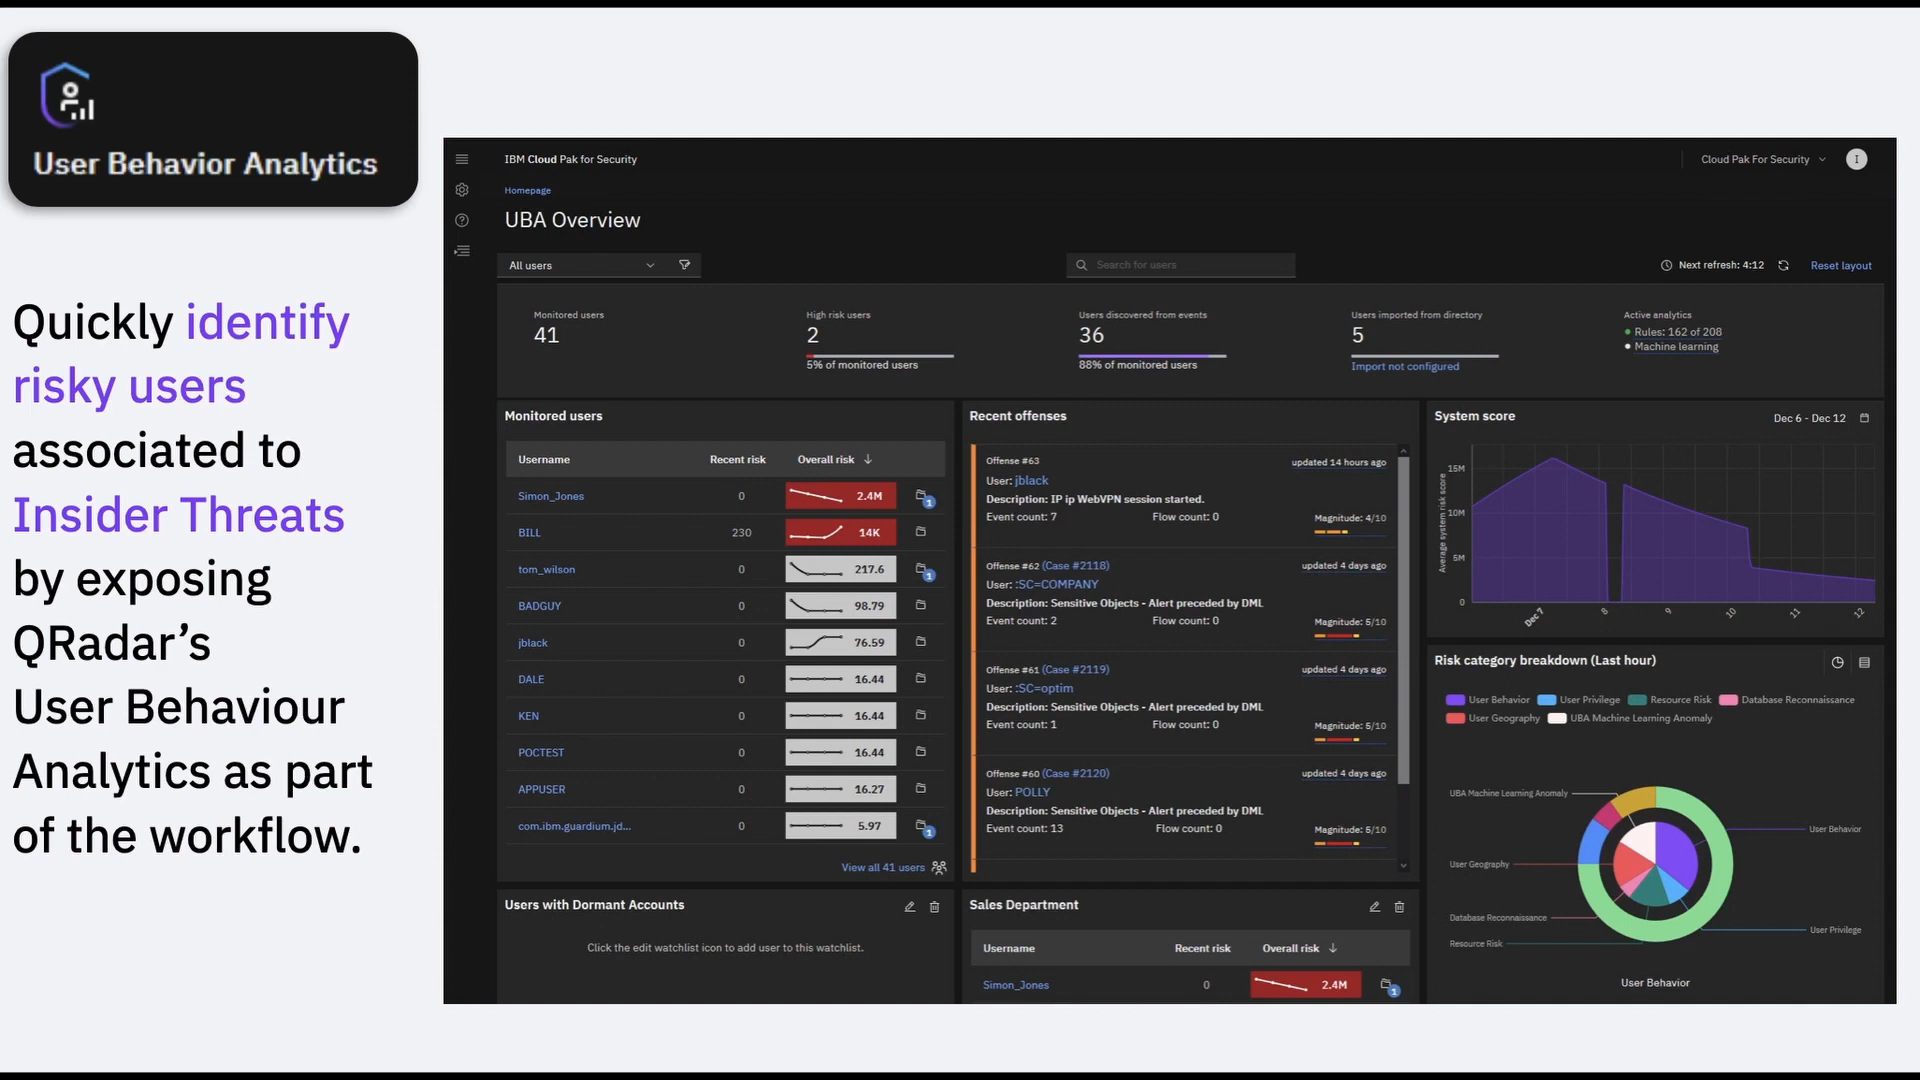 User Behavior Analytics
Quickly identify
risky users
associated to
Insider Threats
by exposing
QRadar’s
User Behaviour
Analytics as part
of the workflow.
IBM Cloud Pak for Security
Cloud Pak For Security
I
Homepage
UBA Overview
All users
Search for users
Next refresh: 4:12
Reset layout
Monitored users
41
High risk users
2
5% of monitored users
Users discovered from events
36
88% of monitored users
Users imported from directory
5
Import not configured
Active analytics
Rules: 162 of 208
Machine learning
Monitored users
Username Recent risk Overall risk
Simon_Jones 0 2.4M 1
BILL 230 14K
tom_wilson 0 217.6 1
BADGUY 0 98.79
jblack 0 76.59
DALE 0 16.44
KEN 0 16.44
POCTEST 0 16.44
APPUSER 0 16.27
com.ibm.guardium.jd... 0 5.97 1
View all 41 users
Recent offenses
Offense #63 updated 14 hours ago
User: jblack
Description: IP ip WebVPN session started.
Event count: 7 Flow count: 0 Magnitude: 4/10
Offense #62 (Case #2118) updated 4 days ago
User: :SC=COMPANY
Description: Sensitive Objects - Alert preceded by DML
Event count: 2 Flow count: 0 Magnitude: 5/10
Offense #61 (Case #2119) updated 4 days ago
User: :SC=optim
Description: Sensitive Objects - Alert preceded by DML
Event count: 1 Flow count: 0 Magnitude: 5/10
Offense #60 (Case #2120) updated 4 days ago
User: POLLY
Description: Sensitive Objects - Alert preceded by DML
Event count: 13 Flow count: 0 Magnitude: 6/10
System score
Dec 6 - Dec 12
Average system risk score
15M
10M
5M
0
Dec 7 8 9 10 11 12
Risk category breakdown (Last hour)
User Behavior User Privilege Resource Risk Database Reconnaissance
User Geography UBA Machine Learning Anomaly
UBA Machine Learning Anomaly
User Behavior
User Geography
Database Reconnaissance
User Privilege
Resource Risk
User Behavior
Users with Dormant Accounts
Click the edit watchlist icon to add user to this watchlist.
Sales Department
Username Recent risk Overall risk
Simon_Jones 0 2.4M 1